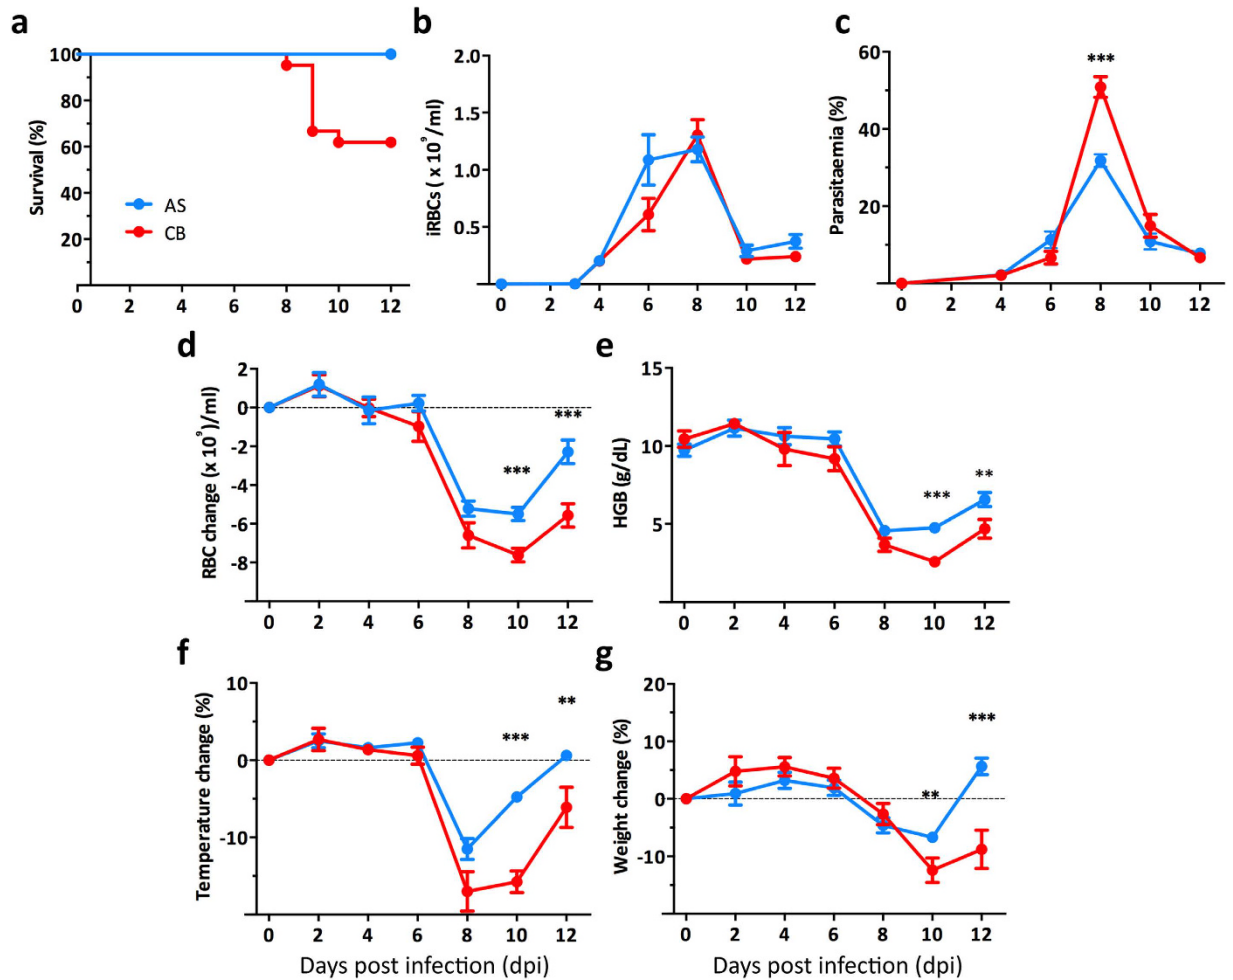 a
Survival (%)
100
80
60
40
20
AS
CB
0 2 4 6 8 10 12
b
iRBCs ( x 10⁹ /ml)
2.0
1.5
1.0
0.5
0 2 4 6 8 10 12
c
Parasitaemia (%)
60
40
20
***
0 2 4 6 8 10 12
d
RBC change (x 10⁹)/ml)
2
0
-2
-4
-6
-8
***
***
0 2 4 6 8 10 12
e
HGB (g/dL)
15
10
5
***
**
0 2 4 6 8 10 12
f
Temperature change (%)
10
0
-10
***
**
0 2 4 6 8 10 12
Days post infection (dpi)
g
Weight change (%)
20
10
0
-10
**
***
0 2 4 6 8 10 12
Days post infection (dpi)